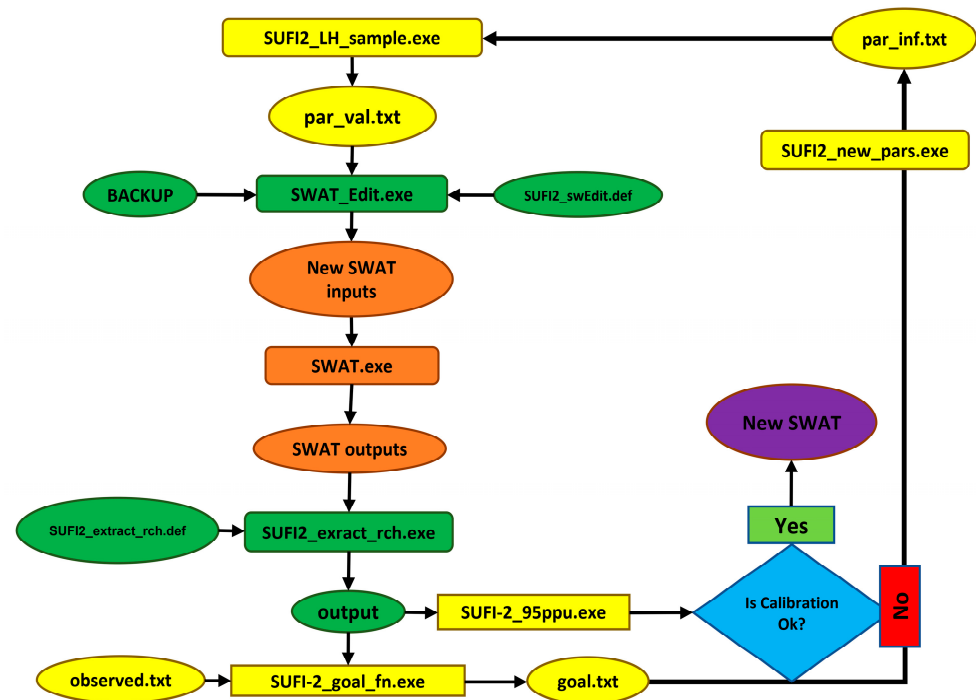 SUFI2_LH_sample.exe
par_inf.txt
par_val.txt
SUFI2_new_pars.exe
BACKUP
SWAT_Edit.exe
SUFI2_swEdit.def
New SWAT
inputs
SWAT.exe
New SWAT
SWAT outputs
SUFI2_extract_rch.def
SUFI2_exract_rch.exe
Yes
Is Calibration
Ok?
No
output
SUFI-2_95ppu.exe
observed.txt
SUFI-2_goal_fn.exe
goal.txt